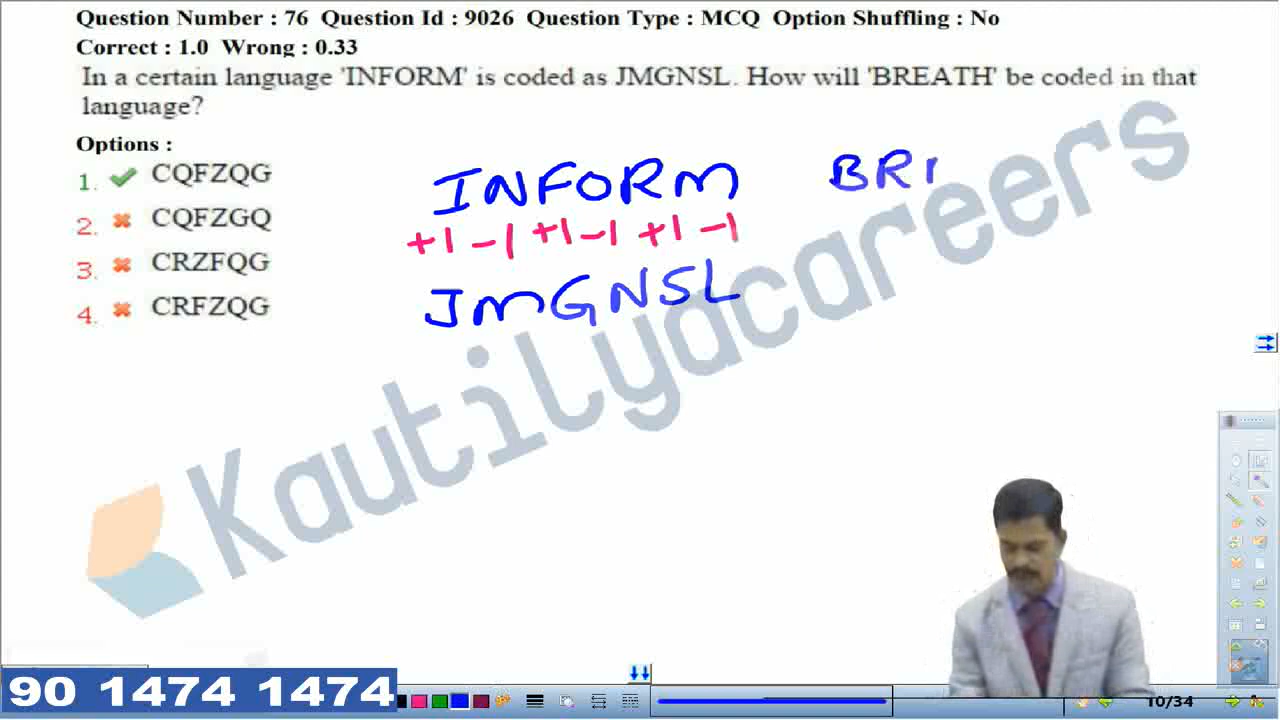 Question Number : 76 Question Id : 9026 Question Type : MCQ Option Shuffling : No
Correct : 1.0 Wrong : 0.33
In a certain language 'INFORM' is coded as JMGNSL. How will 'BREATH' be coded in that
language?
Options :
1. CQFZQG
2. CQFZGQ
3. CRZFQG
4. CRFZQG
INFORM BRI
+1 -1 +1 -1 +1 -1
JMGNSL
Kautilyacareers
90 1474 1474
10/34